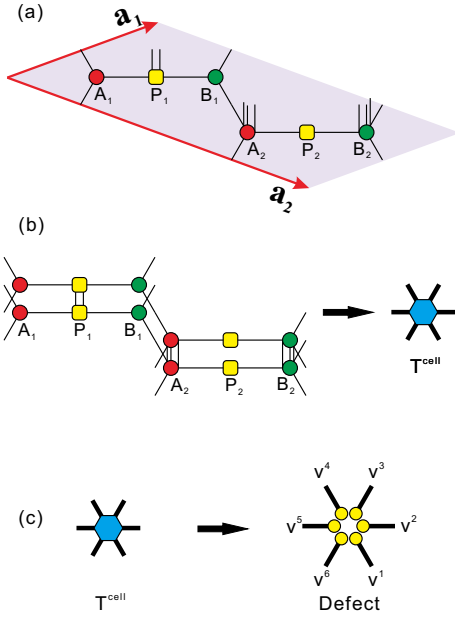 (a)
a₁
A₁ P₁ B₁
A₂ P₂ B₂
a₂
(b)
A₁ P₁ B₁
A₂ P₂ B₂
Tᶜᵉˡˡ
(c)
v⁴ v³
v⁵ v²
v⁶ v¹
Tᶜᵉˡˡ Defect